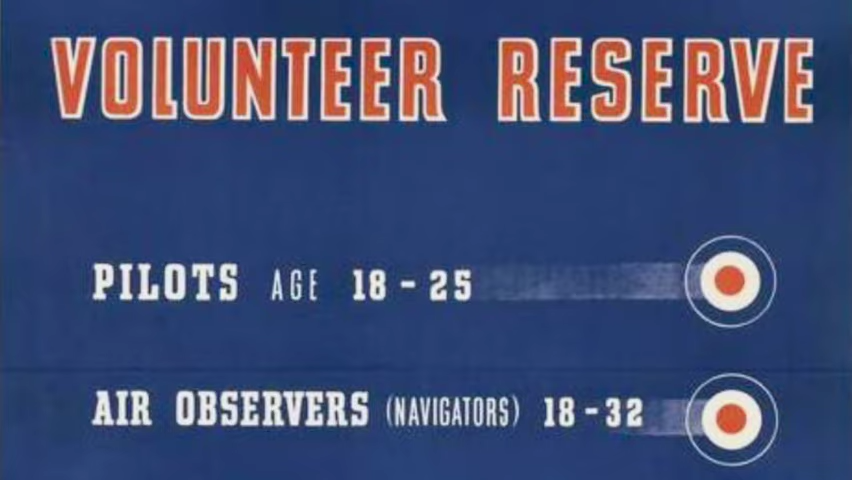 VOLUNTEER RESERVE
PILOTS AGE 18 - 25
AIR OBSERVERS (NAVIGATORS) 18 - 32